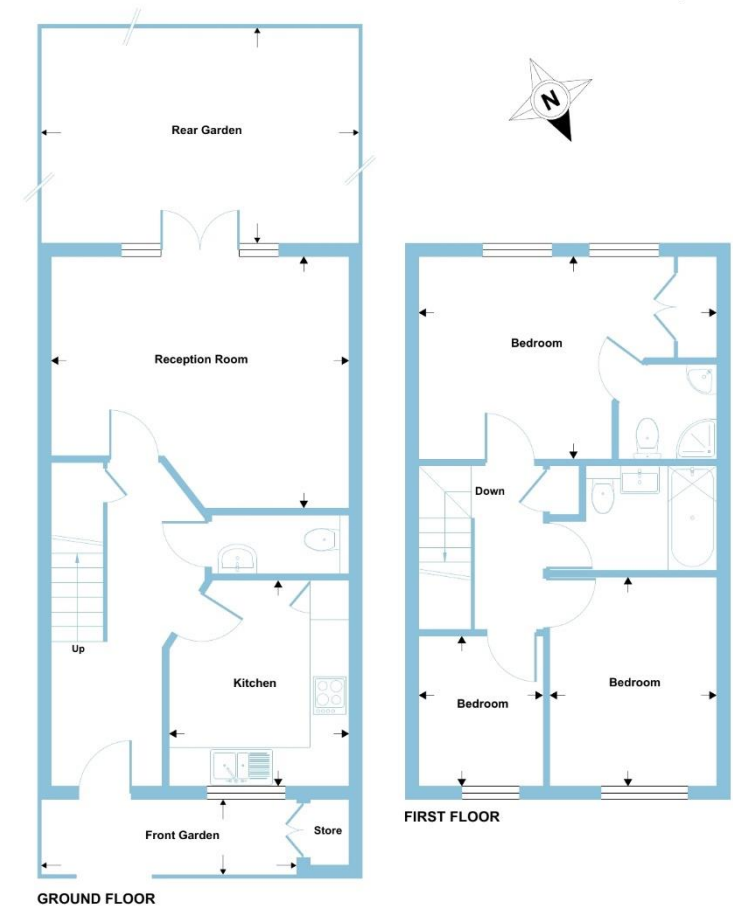 Rear Garden
N
Reception Room
Bedroom
Down
Up
Kitchen
Bedroom
Bedroom
Front Garden
Store
FIRST FLOOR
GROUND FLOOR